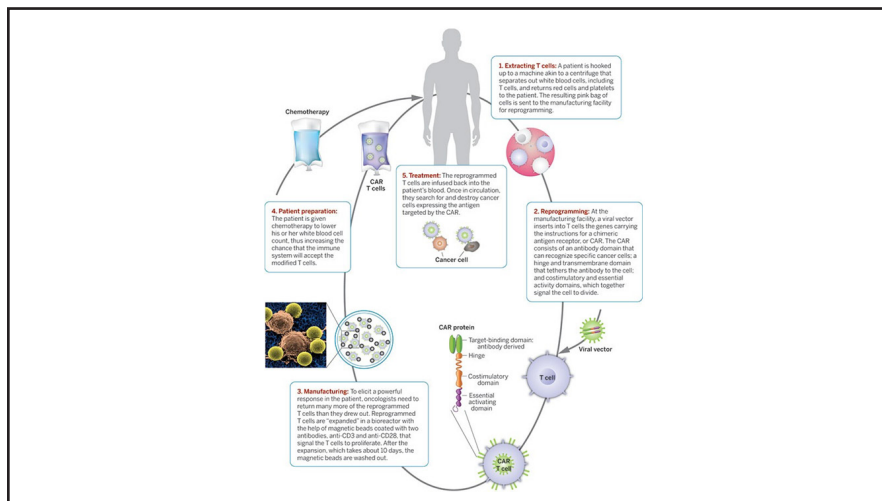 1. Extracting T cells: A patient is hooked
up to a machine akin to a centrifuge that
separates out white blood cells, including
T cells, and returns red cells and platelets
to the patient. The resulting pink bag of
cells is sent to the manufacturing facility
for reprogramming.
Chemotherapy
CAR
T cells
5. Treatment: The reprogrammed
T cells are infused back into the
patient's blood. Once in circulation,
they search for and destroy cancer
cells expressing the antigen
targeted by the CAR.
Cancer cell
4. Patient preparation:
The patient is given
chemotherapy to lower
his or her white blood cell
count, thus increasing the
chance that the immune
system will accept the
modified T cells.
2. Reprogramming: At the
manufacturing facility, a viral vector
inserts into T cells the genes carrying
the instructions for a chimeric
antigen receptor, or CAR. The CAR
consists of an antibody domain that
can recognize specific cancer cells; a
hinge and transmembrane domain
that tethers the antibody to the cell;
and costimulatory and essential
activity domains, which together
signal the cell to divide.
Viral vector
CAR protein
Target-binding domain:
antibody derived
Hinge
Costimulatory
domain
Essential
activating
domain
T cell
3. Manufacturing: To elicit a powerful
response in the patient, oncologists need to
return many more of the reprogrammed
T cells than they drew out. Reprogrammed
T cells are "expanded" in a bioreactor with
the help of magnetic beads coated with two
antibodies, anti-CD3 and anti-CD28, that
signal the T cells to proliferate. After the
expansion, which takes about 10 days, the
magnetic beads are washed out.
CAR
T cell